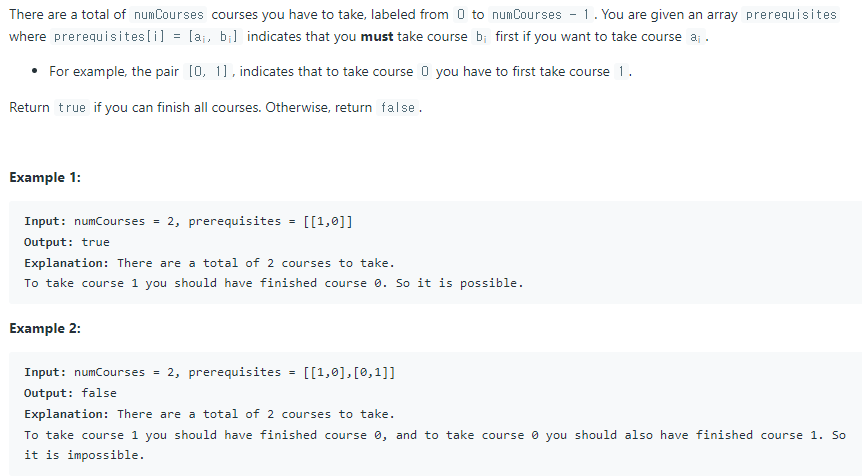 There are a total of numCourses courses you have to take, labeled from 0 to numCourses - 1. You are given an array prerequisites
where prerequisites[i] = [aᵢ, bᵢ] indicates that you must take course bᵢ first if you want to take course aᵢ.
• For example, the pair [0, 1], indicates that to take course 0 you have to first take course 1.
Return true if you can finish all courses. Otherwise, return false.
Example 1:
Input: numCourses = 2, prerequisites = [[1,0]]
Output: true
Explanation: There are a total of 2 courses to take.
To take course 1 you should have finished course 0. So it is possible.
Example 2:
Input: numCourses = 2, prerequisites = [[1,0],[0,1]]
Output: false
Explanation: There are a total of 2 courses to take.
To take course 1 you should have finished course 0, and to take course 0 you should also have finished course 1. So
it is impossible.